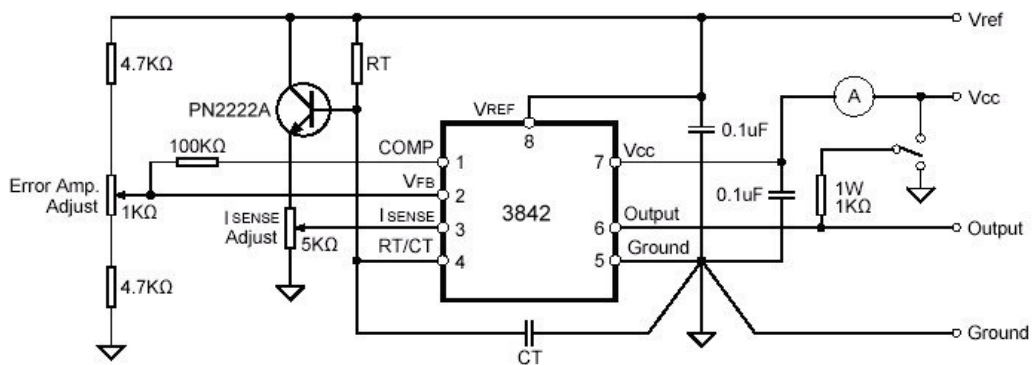 Vref
4.7KΩ
RT
PN2222A
A
Vcc
VREF
8
0.1uF
100KΩ
COMP
1
7
Vcc
VFB
2
0.1uF
1W
1KΩ
Error Amp.
Adjust
1KΩ
3842
I SENSE
Adjust
5KΩ
I SENSE
3
6
Output
Output
RT/CT
4
5
Ground
4.7KΩ
Ground
CT